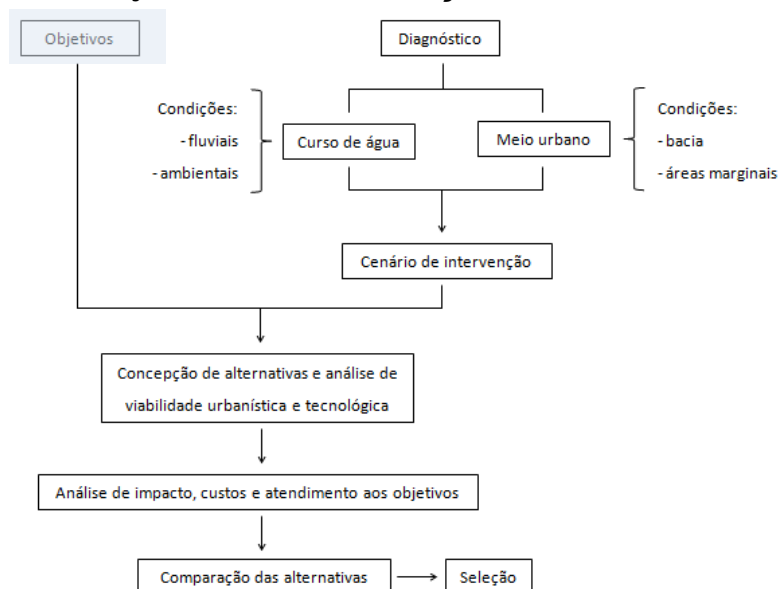 Objetivos
Diagnóstico
Condições:
- fluviais
- ambientais
Curso de água
Meio urbano
Condições:
- bacia
- áreas marginais
Cenário de intervenção
Concepção de alternativas e análise de
viabilidade urbanística e tecnológica
Análise de impacto, custos e atendimento aos objetivos
Comparação das alternativas
Seleção